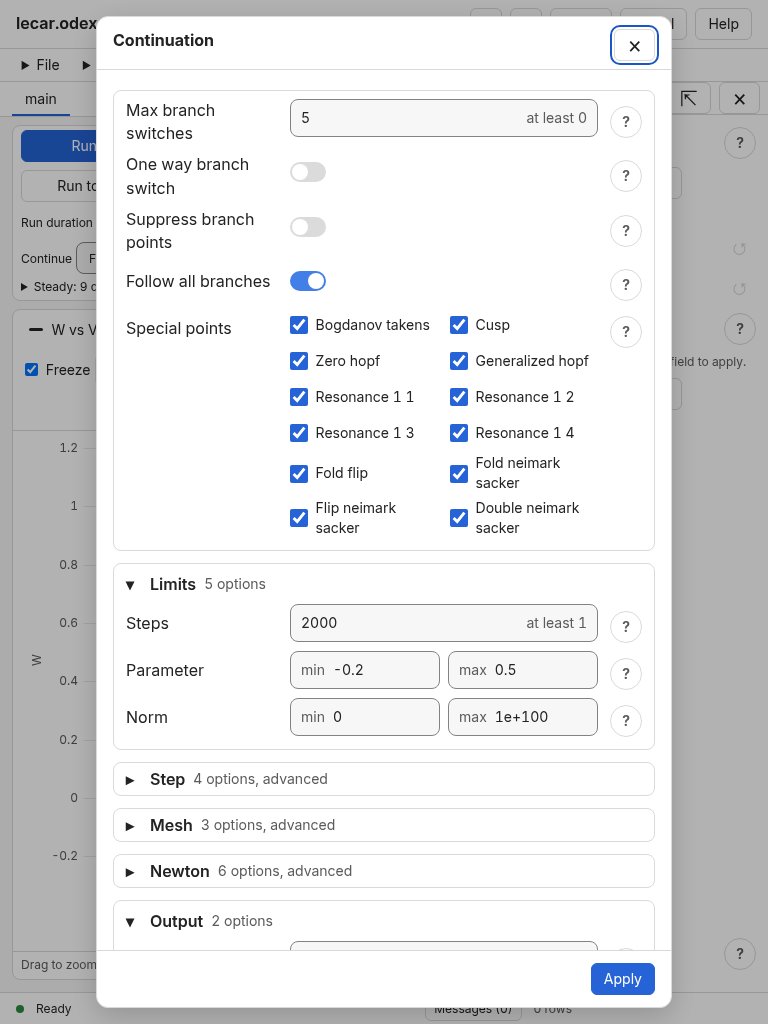 lecar.odex
Help
Continuation
✕
▶ File
main
Max branch switches
5 at least 0
?
One way branch switch
?
Suppress branch points
?
Follow all branches
?
Special points
?
Bogdanov takens
Cusp
Zero hopf
Generalized hopf
Resonance 1 1
Resonance 1 2
Resonance 1 3
Resonance 1 4
Fold flip
Fold neimark sacker
Flip neimark sacker
Double neimark sacker
▼ Limits 5 options
Steps
2000 at least 1
?
Parameter
min -0.2
max 0.5
?
Norm
min 0
max 1e+100
?
▶ Step 4 options, advanced
▶ Mesh 3 options, advanced
▶ Newton 6 options, advanced
▼ Output 2 options
Apply
Run
Run to
Run duration
Continue F
▶ Steady: 9
W vs V
Freeze
1.2
1
0.8
0.6
0.4
0.2
0
-0.2
W
Drag to zoom
field to apply.
?
?
?
Ready
Messages (0)
0 rows